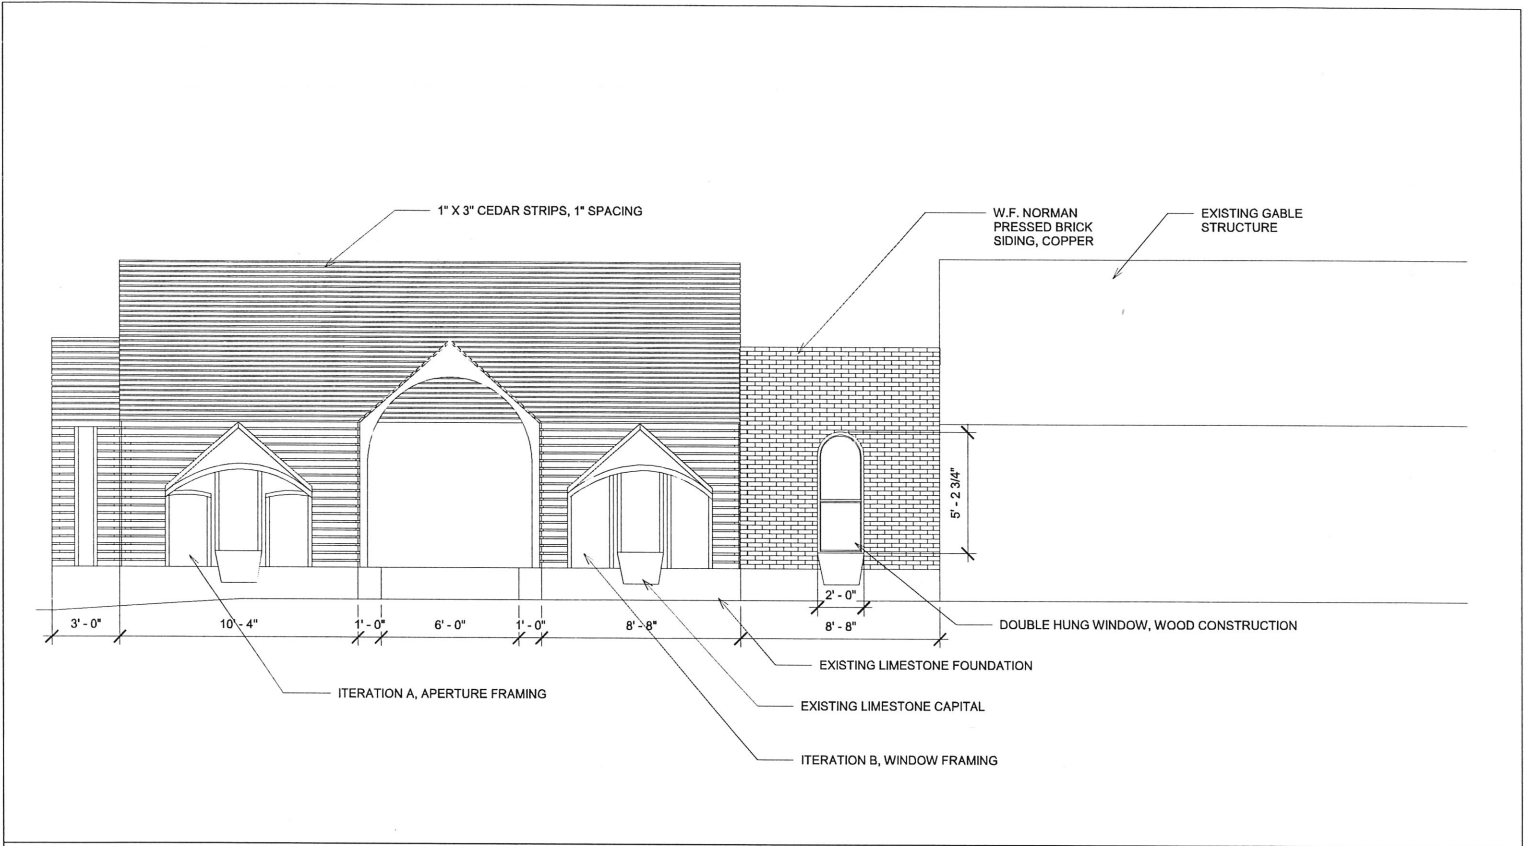 1" X 3" CEDAR STRIPS, 1" SPACING
W.F. NORMAN
PRESSED BRICK
SIDING, COPPER
EXISTING GABLE
STRUCTURE
5' - 2 3/4"
2' - 0"
3' - 0"
10' - 4"
1' - 0"
6' - 0"
1' - 0"
8' - 8"
8' - 8"
DOUBLE HUNG WINDOW, WOOD CONSTRUCTION
EXISTING LIMESTONE FOUNDATION
ITERATION A, APERTURE FRAMING
EXISTING LIMESTONE CAPITAL
ITERATION B, WINDOW FRAMING